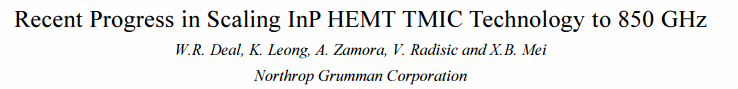 Recent Progress in Scaling InP HEMT TMIC Technology to 850 GHz
W.R. Deal, K. Leong, A. Zamora, V. Radisic and X.B. Mei
Northrop Grumman Corporation